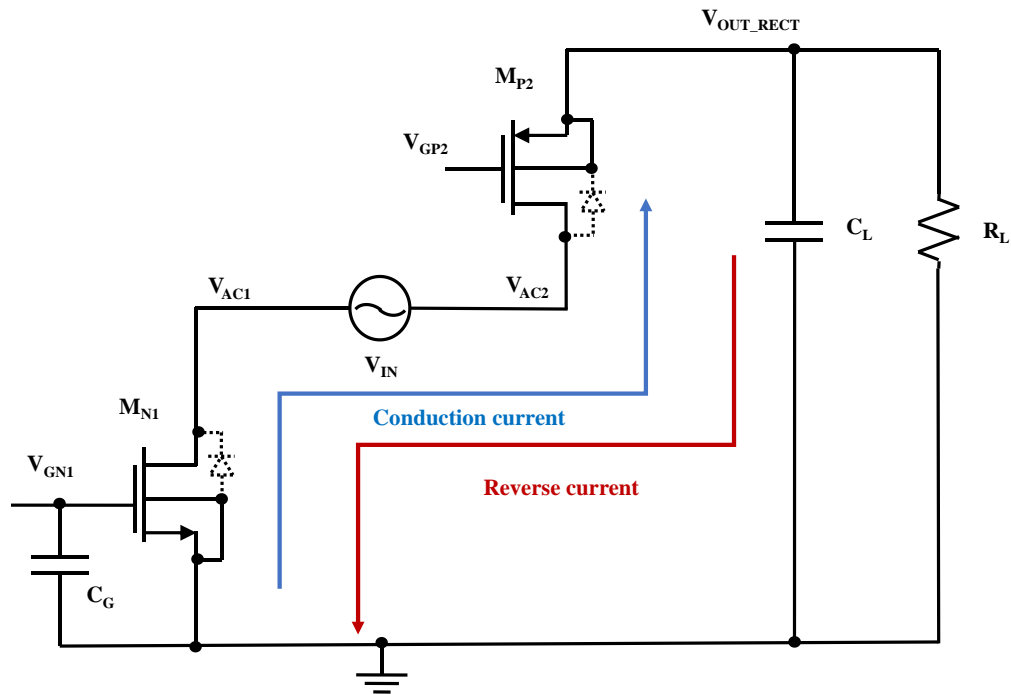 V_OUT_RECT
M_P2
V_GP2
C_L
R_L
V_AC1
V_AC2
V_IN
M_N1
Conduction current
V_GN1
Reverse current
C_G